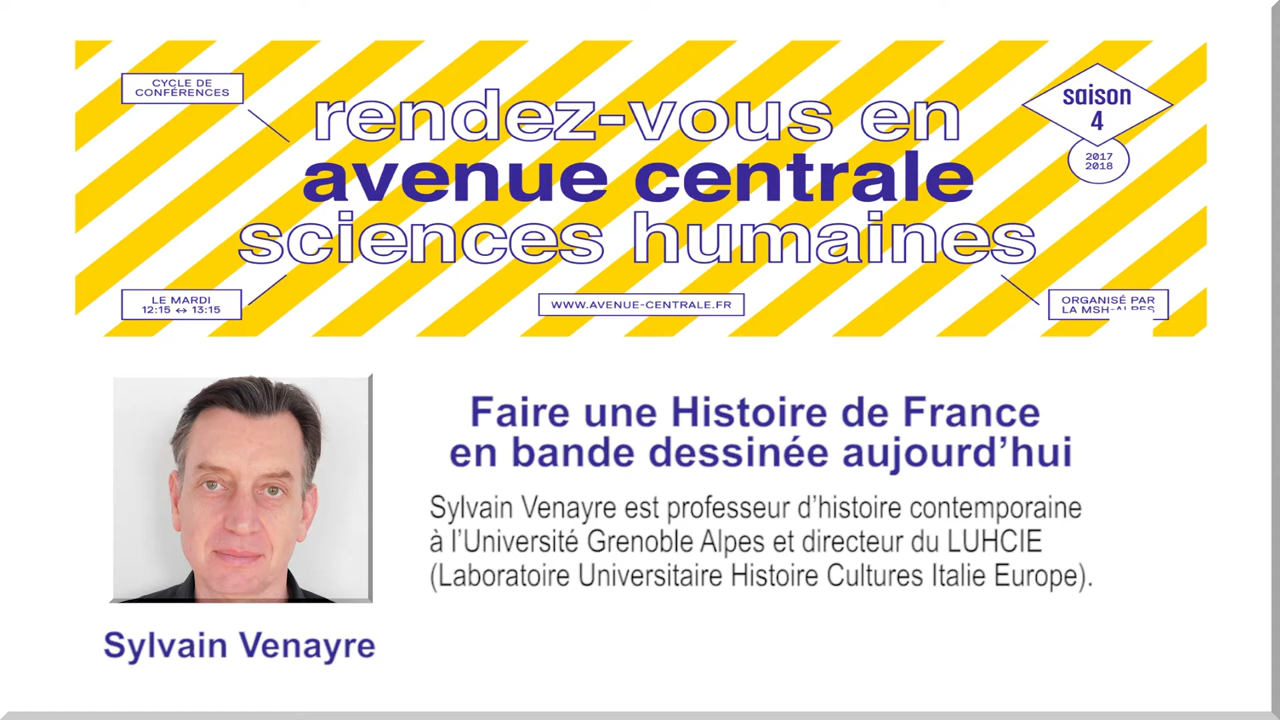 CYCLE DE
CONFÉRENCES
rendez-vous en
avenue centrale
sciences humaines
saison
4
2017
2018
LE MARDI
12:15 ↔ 13:15
WWW.AVENUE-CENTRALE.FR
ORGANISÉ PAR
LA MSH-ALPES
Faire une Histoire de France
en bande dessinée aujourd’hui
Sylvain Venayre est professeur d’histoire contemporaine
à l’Université Grenoble Alpes et directeur du LUHCIE
(Laboratoire Universitaire Histoire Cultures Italie Europe).
Sylvain Venayre